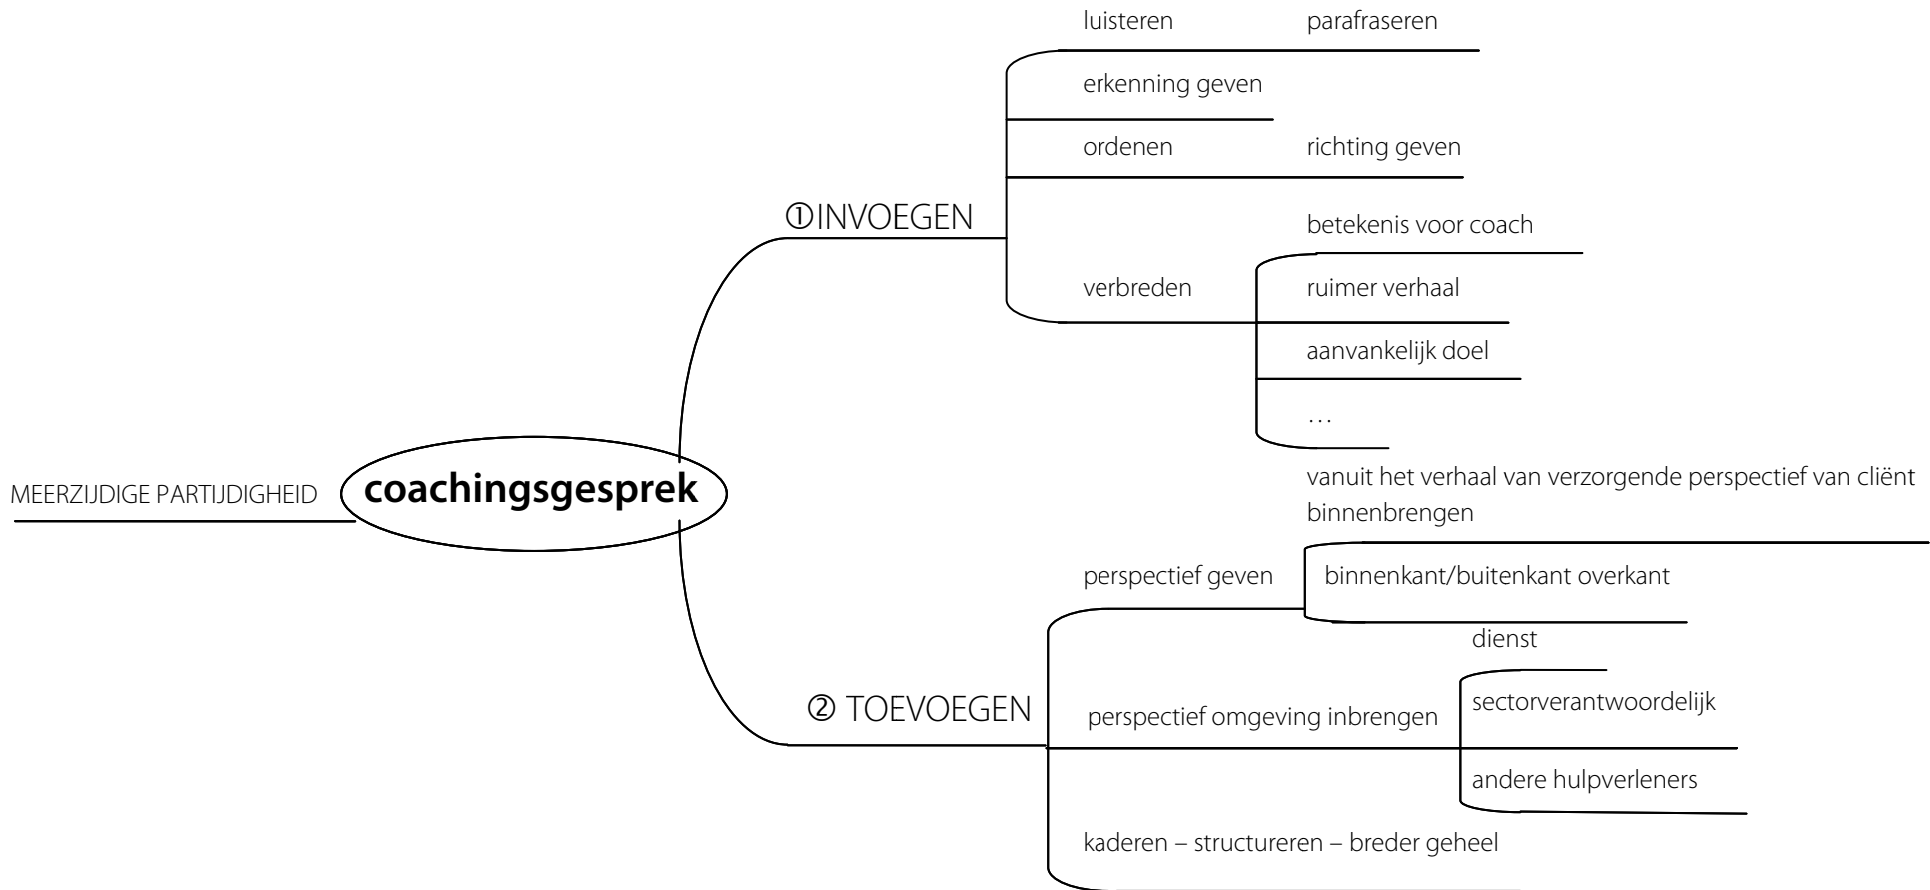 luisteren parafraseren
erkenning geven
ordenen richting geven
①INVOEGEN
betekenis voor coach
verbreden ruimer verhaal
aanvankelijk doel
…
MEERZIJDIGE PARTIJDIGHEID coachingsgesprek
vanuit het verhaal van verzorgende perspectief van cliënt
binnenbrengen
perspectief geven binnenkant/buitenkant overkant
dienst
② TOEVOEGEN
perspectief omgeving inbrengen sectorverantwoordelijk
andere hulpverleners
kaderen – structureren – breder geheel